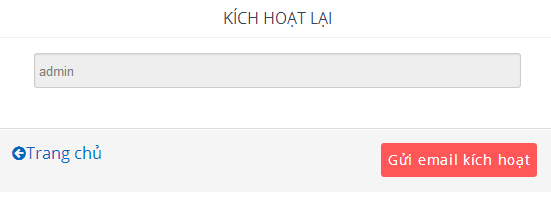 KÍCH HOẠT LẠI
admin
Trang chủ
Gửi email kích hoạt